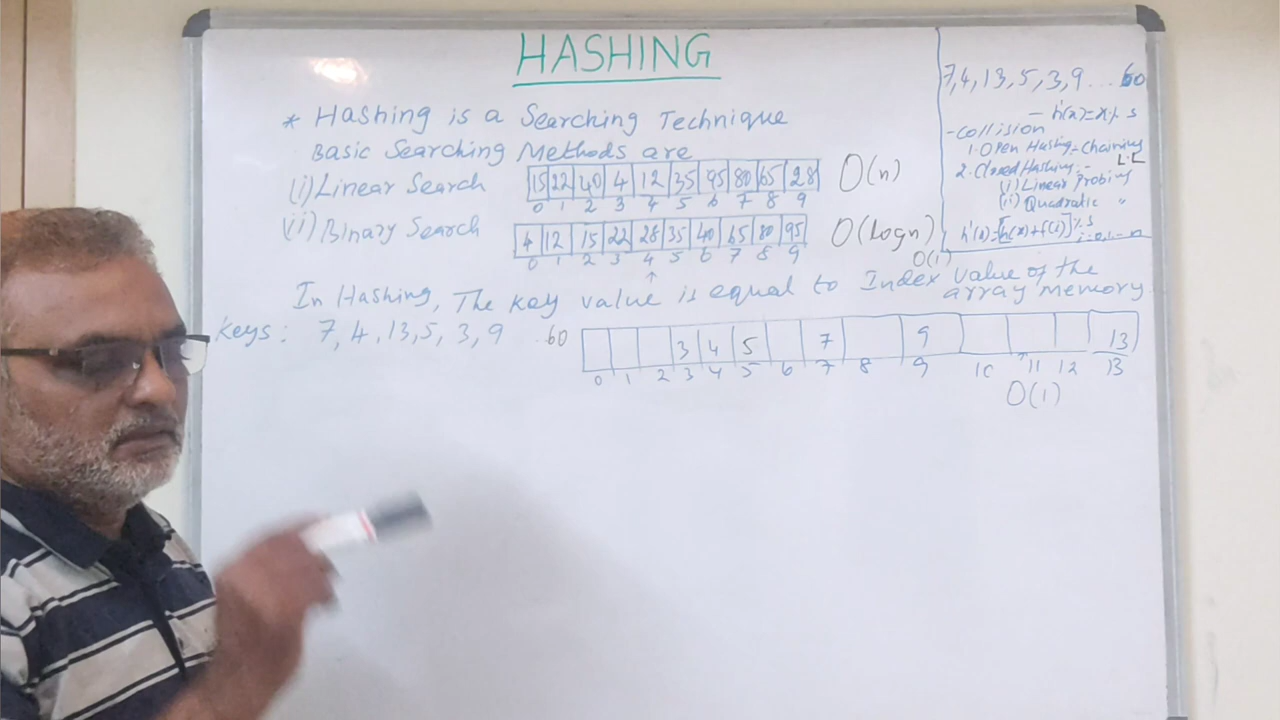 HASHING
* Hashing is a Searching Technique
Basic Searching Methods are
(i) Linear Search 15 22 40 4 12 35 95 80 65 28 O(n)
0 1 2 3 4 5 6 7 8 9
(ii) Binary Search 4 12 15 22 28 35 40 65 80 95 O(logn)
0 1 2 3 4 5 6 7 8 9
O(1)
In Hashing, The key value is equal to Index value of the
array memory
Keys: 7, 4, 13, 5, 3, 9 .. 60 3 4 5 7 9 13
0 1 2 3 4 5 6 7 8 9 10 11 12 13
O(1)
7, 4, 13, 5, 3, 9 ... 60
- h'(x)=x% s
- Collision
1. Open Hashing - Chaining
L.L
2. Closed Hashing -
(i) Linear Probing
(ii) Quadratic "
h'(x)=[h(x)+f(i)]% s